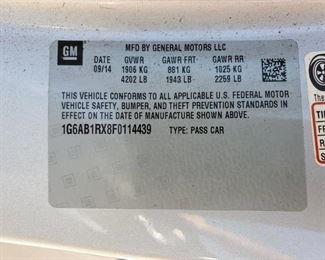 GM
MFD BY GENERAL MOTORS LLC
DATE GVWR GAWR FRT GAWR RR
09/14 1906 KG 881 KG 1025 KG
4202 LB 1943 LB 2259 LB
THIS VEHICLE CONFORMS TO ALL APPLICABLE U.S. FEDERAL MOTOR
VEHICLE SAFETY, BUMPER, AND THEFT PREVENTION STANDARDS IN
EFFECT ON THE DATE OF MANUFACTURE SHOWN ABOVE.
1G6AB1RX8F0114439 TYPE: PASS CAR